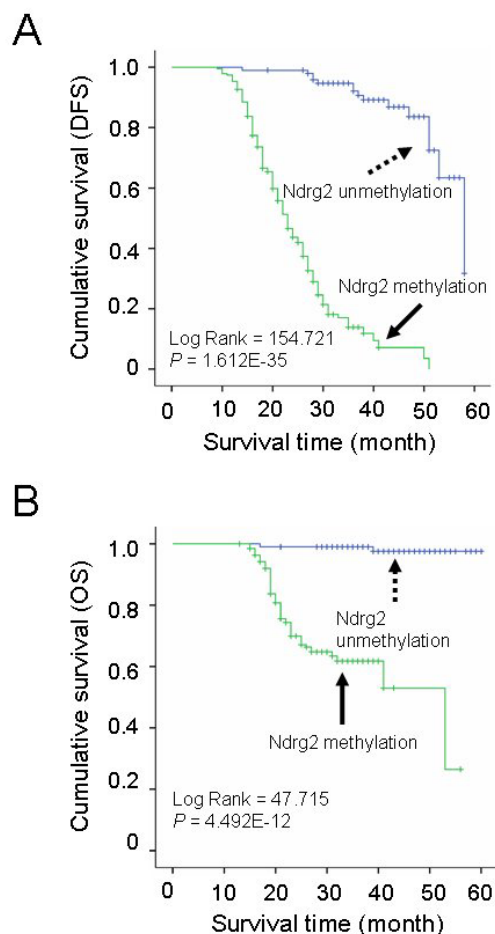 A
Cumulative survival (DFS)
1.0
0.8
0.6
0.4
0.2
0
Ndrg2 unmethylation
Ndrg2 methylation
Log Rank = 154.721
P = 1.612E-35
0 10 20 30 40 50 60
Survival time (month)
B
Cumulative survival (OS)
1.0
0.8
0.6
0.4
0.2
0
Ndrg2
unmethylation
Ndrg2 methylation
Log Rank = 47.715
P = 4.492E-12
0 10 20 30 40 50 60
Survival time (month)